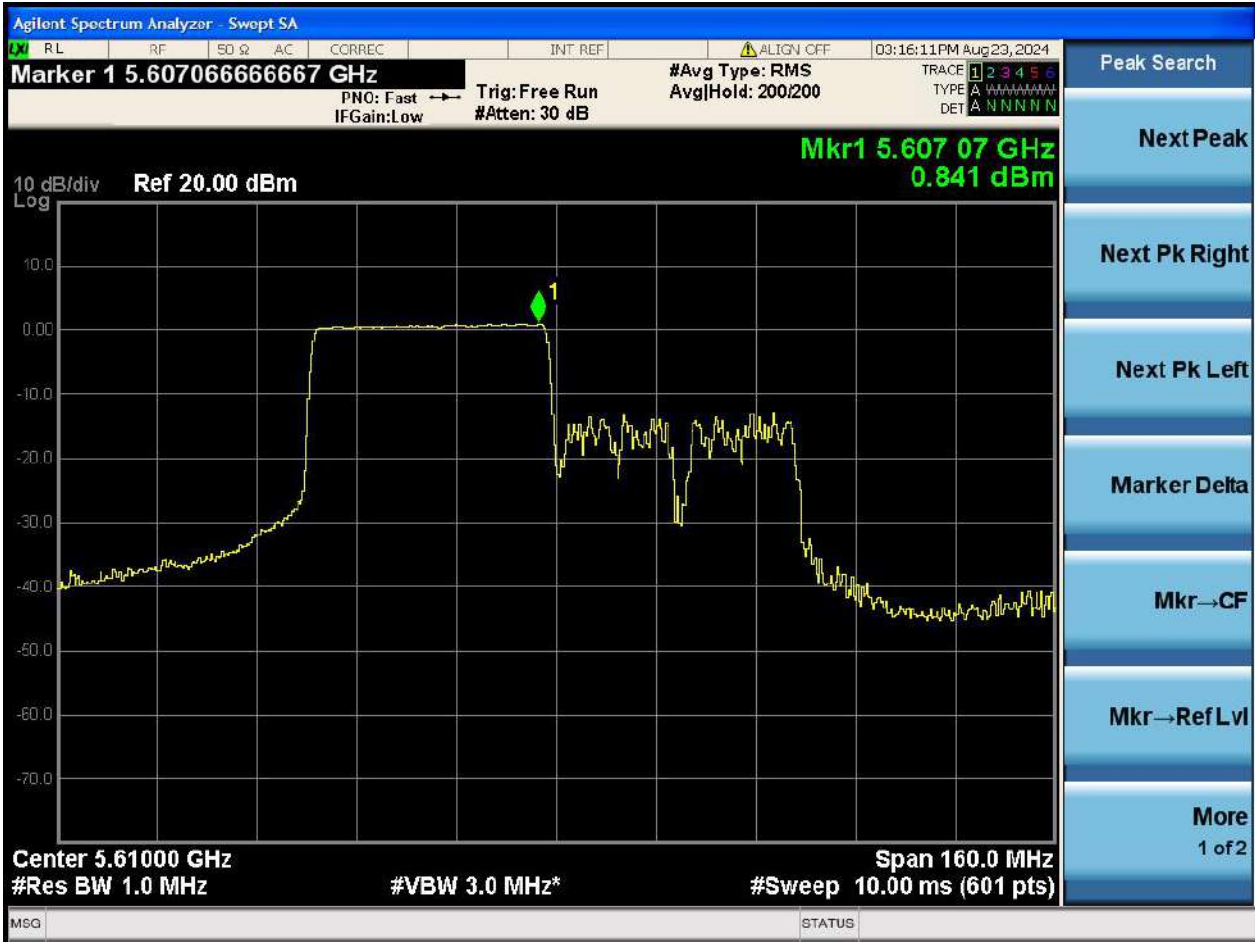 Agilent Spectrum Analyzer - Swept SA
LXI RL RF 50 Ω AC CORREC INT REF ALIGN OFF 03:16:11PM Aug 23, 2024
Marker 1 5.607066666667 GHz
PNO: Fast
IFGain:Low
Trig: Free Run
#Atten: 30 dB
#Avg Type: RMS
Avg|Hold: 200/200
TRACE 1 2 3 4 5 6
TYPE A WWWWWW
DET A N N N N N
Mkr1 5.607 07 GHz
0.841 dBm
10 dB/div Ref 20.00 dBm
Log
10.0
0.00
-10.0
-20.0
-30.0
-40.0
-50.0
-60.0
-70.0
1
Center 5.61000 GHz Span 160.0 MHz
#Res BW 1.0 MHz #VBW 3.0 MHz* #Sweep 10.00 ms (601 pts)
MSG STATUS
Peak Search
Next Peak
Next Pk Right
Next Pk Left
Marker Delta
Mkr→CF
Mkr→Ref Lvl
More
1 of 2